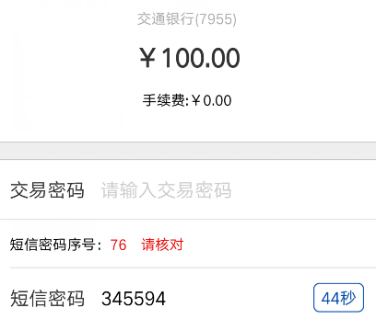 交通银行(7955)
￥100.00
手续费:￥0.00
交易密码 请输入交易密码
短信密码序号：76 请核对
短信密码 345594 44秒